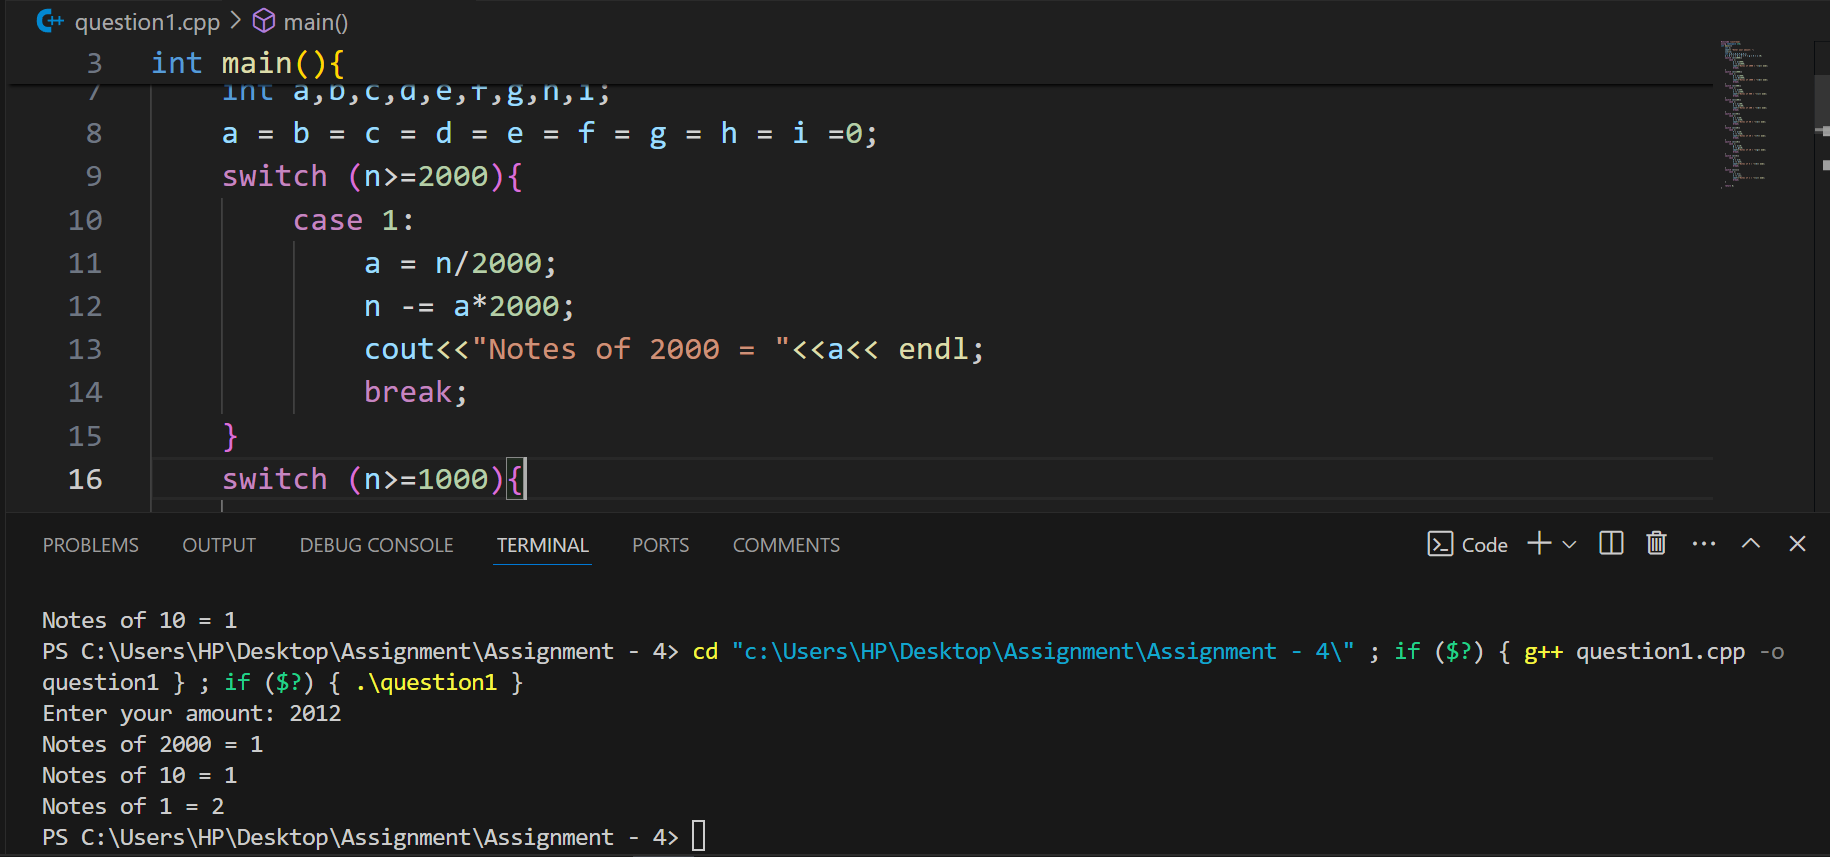 question1.cpp > main()
3 int main(){
7 int a,b,c,d,e,f,g,h,i;
8 a = b = c = d = e = f = g = h = i =0;
9 switch (n>=2000){
10 case 1:
11 a = n/2000;
12 n -= a*2000;
13 cout<<"Notes of 2000 = "<<a<< endl;
14 break;
15 }
16 switch (n>=1000){
PROBLEMS OUTPUT DEBUG CONSOLE TERMINAL PORTS COMMENTS Code
Notes of 10 = 1
PS C:\Users\HP\Desktop\Assignment\Assignment - 4> cd "c:\Users\HP\Desktop\Assignment\Assignment - 4\" ; if ($?) { g++ question1.cpp -o
question1 } ; if ($?) { .\question1 }
Enter your amount: 2012
Notes of 2000 = 1
Notes of 10 = 1
Notes of 1 = 2
PS C:\Users\HP\Desktop\Assignment\Assignment - 4>